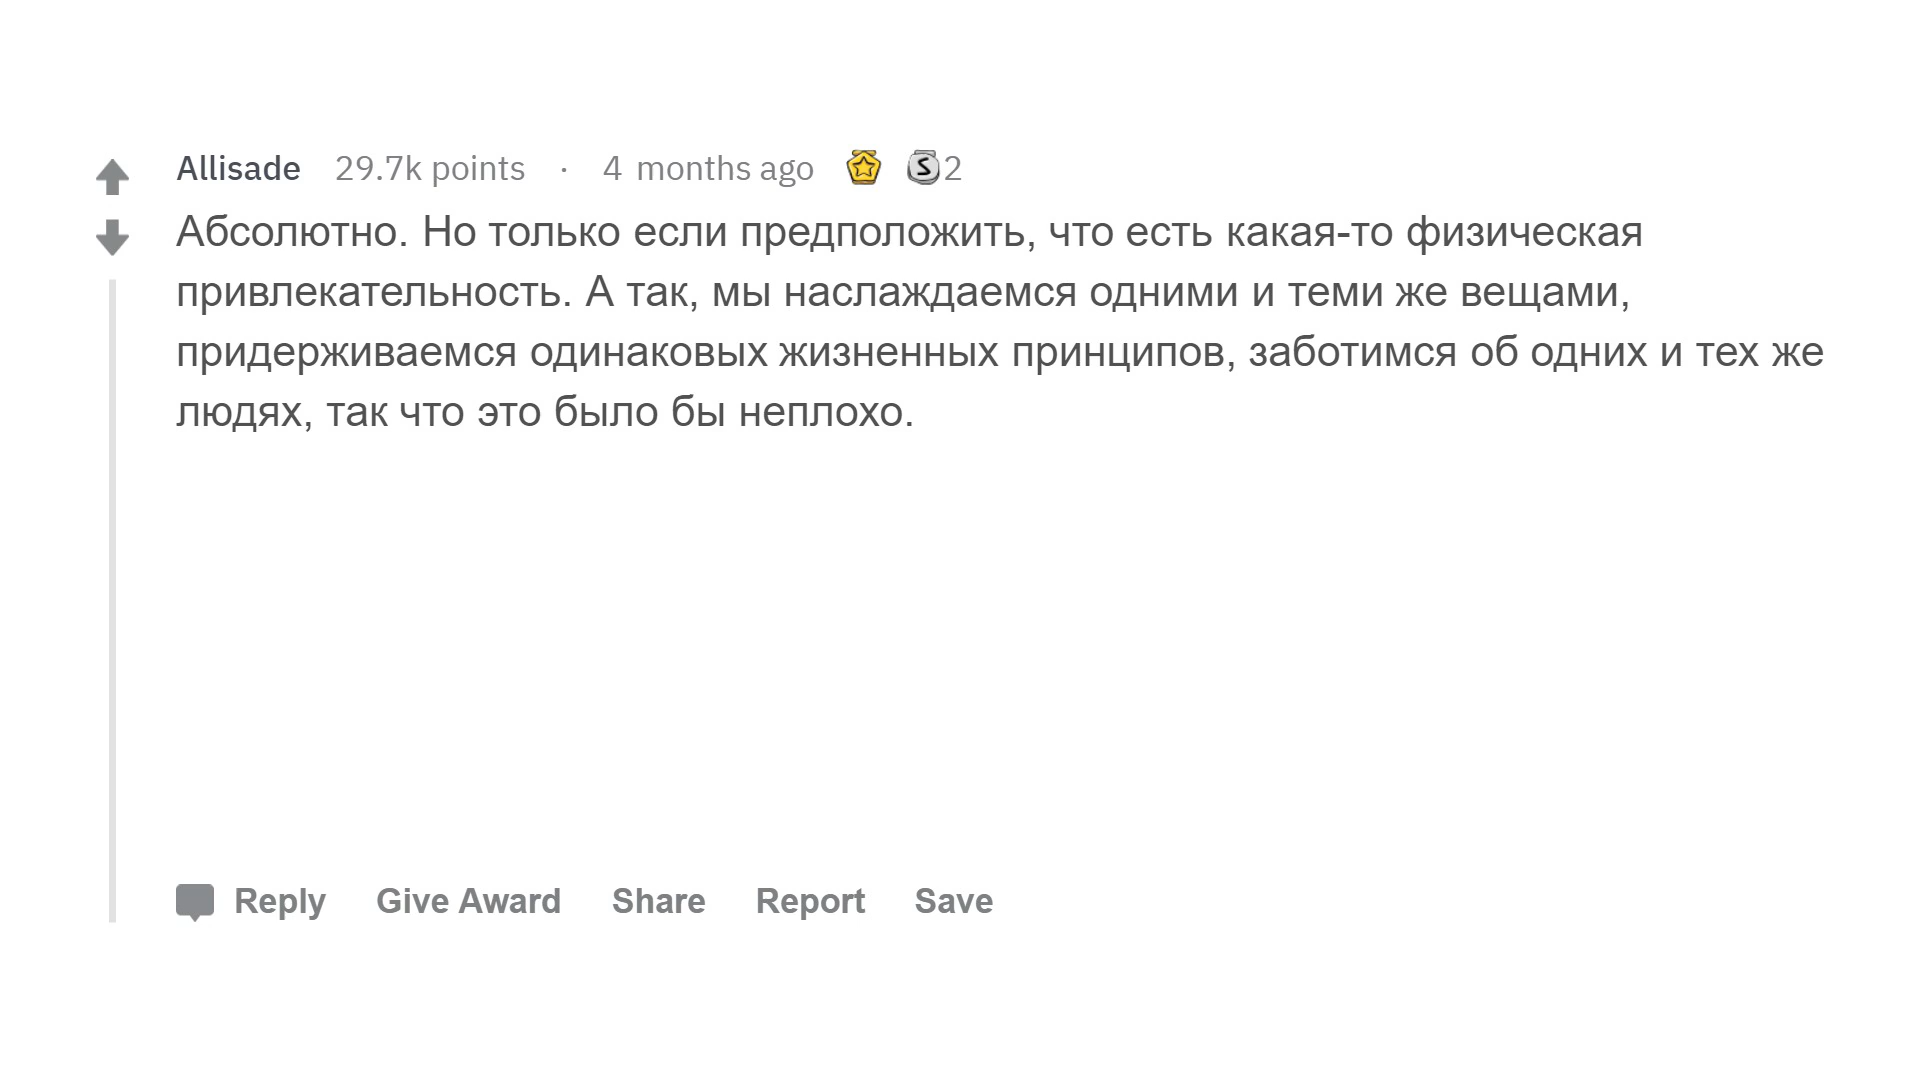 Allisade 29.7k points · 4 months ago S 2
Абсолютно. Но только если предположить, что есть какая-то физическая
привлекательность. А так, мы наслаждаемся одними и теми же вещами,
придерживаемся одинаковых жизненных принципов, заботимся об одних и тех же
людях, так что это было бы неплохо.
Reply Give Award Share Report Save